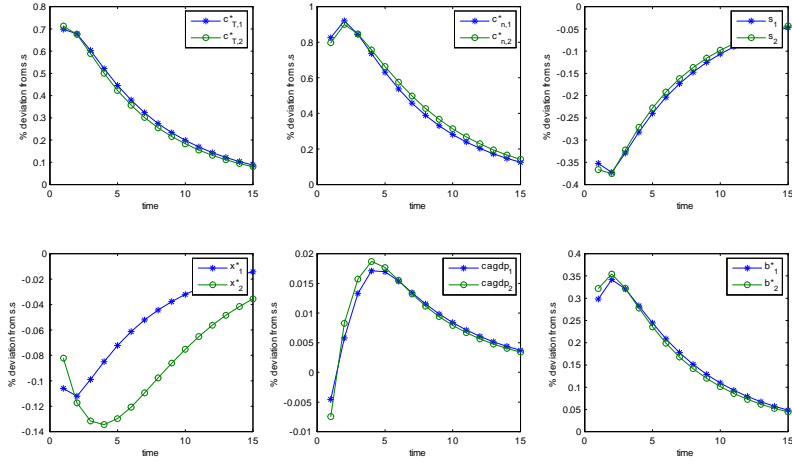 0.8
0.7
0.6
0.5
0.4
0.3
0.2
0.1
0
% deviation from s.s
0 5 10 15
time
c*T,1
c*T,2
1
0.8
0.6
0.4
0.2
0
% deviation from s.s
0 5 10 15
time
c*n,1
c*n,2
0
-0.05
-0.1
-0.15
-0.2
-0.25
-0.3
-0.35
-0.4
% deviation from s.s
0 5 10 15
time
s1
s2
0
-0.02
-0.04
-0.06
-0.08
-0.1
-0.12
-0.14
% deviation from s.s
0 5 10 15
time
x*1
x*2
0.02
0.015
0.01
0.005
0
-0.005
-0.01
% deviation from s.s
0 5 10 15
time
cagdp1
cagdp2
0.4
0.35
0.3
0.25
0.2
0.15
0.1
0.05
0
% deviation from s.s
0 5 10 15
time
b*1
b*2